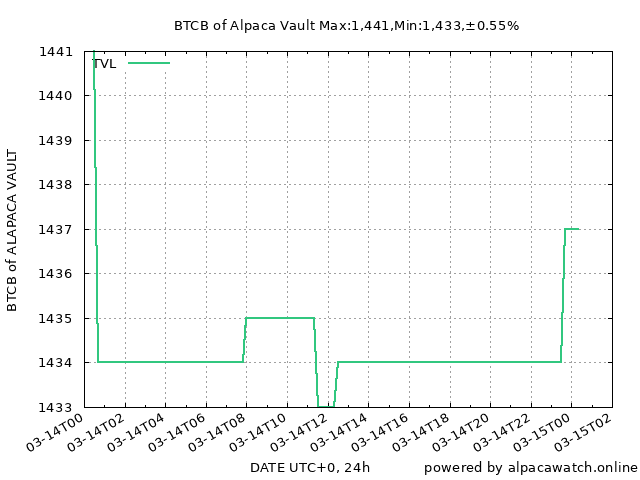 BTCB of Alpaca Vault Max:1,441,Min:1,433,±0.55%
TVL
1441
1440
1439
1438
1437
1436
1435
1434
1433
BTCB of ALAPACA VAULT
03-14T00
03-14T02
03-14T04
03-14T06
03-14T08
03-14T10
03-14T12
03-14T14
03-14T16
03-14T18
03-14T20
03-14T22
03-15T00
03-15T02
DATE UTC+0, 24h
powered by alpacawatch.online